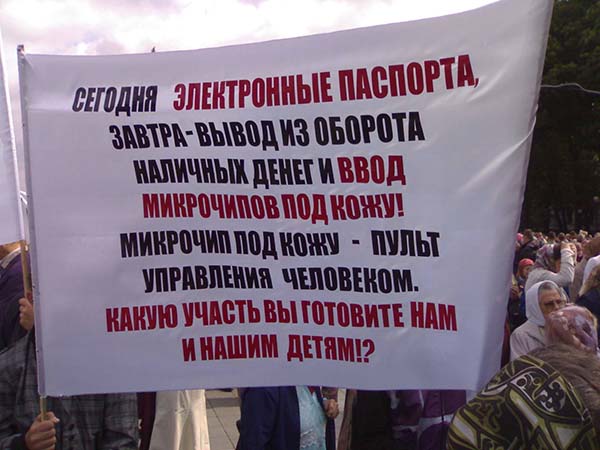 СЕГОДНЯ ЭЛЕКТРОННЫЕ ПАСПОРТА,
ЗАВТРА-ВЫВОД ИЗ ОБОРОТА
НАЛИЧНЫХ ДЕНЕГ И ВВОД
МИКРОЧИПОВ ПОД КОЖУ!
МИКРОЧИП ПОД КОЖУ - ПУЛЬТ
УПРАВЛЕНИЯ ЧЕЛОВЕКОМ.
КАКУЮ УЧАСТЬ ВЫ ГОТОВИТЕ НАМ
И НАШИМ ДЕТЯМ!?